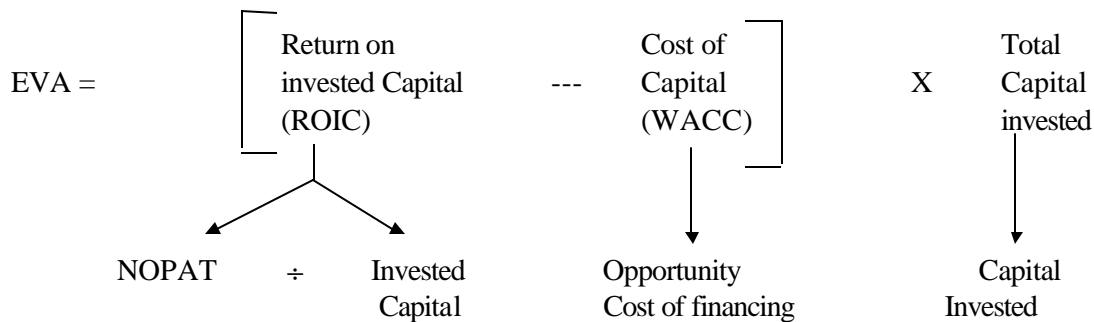 Return on Cost of Total
EVA = invested Capital --- Capital X Capital
(ROIC) (WACC) invested
NOPAT ÷ Invested Opportunity Capital
Capital Cost of financing Invested